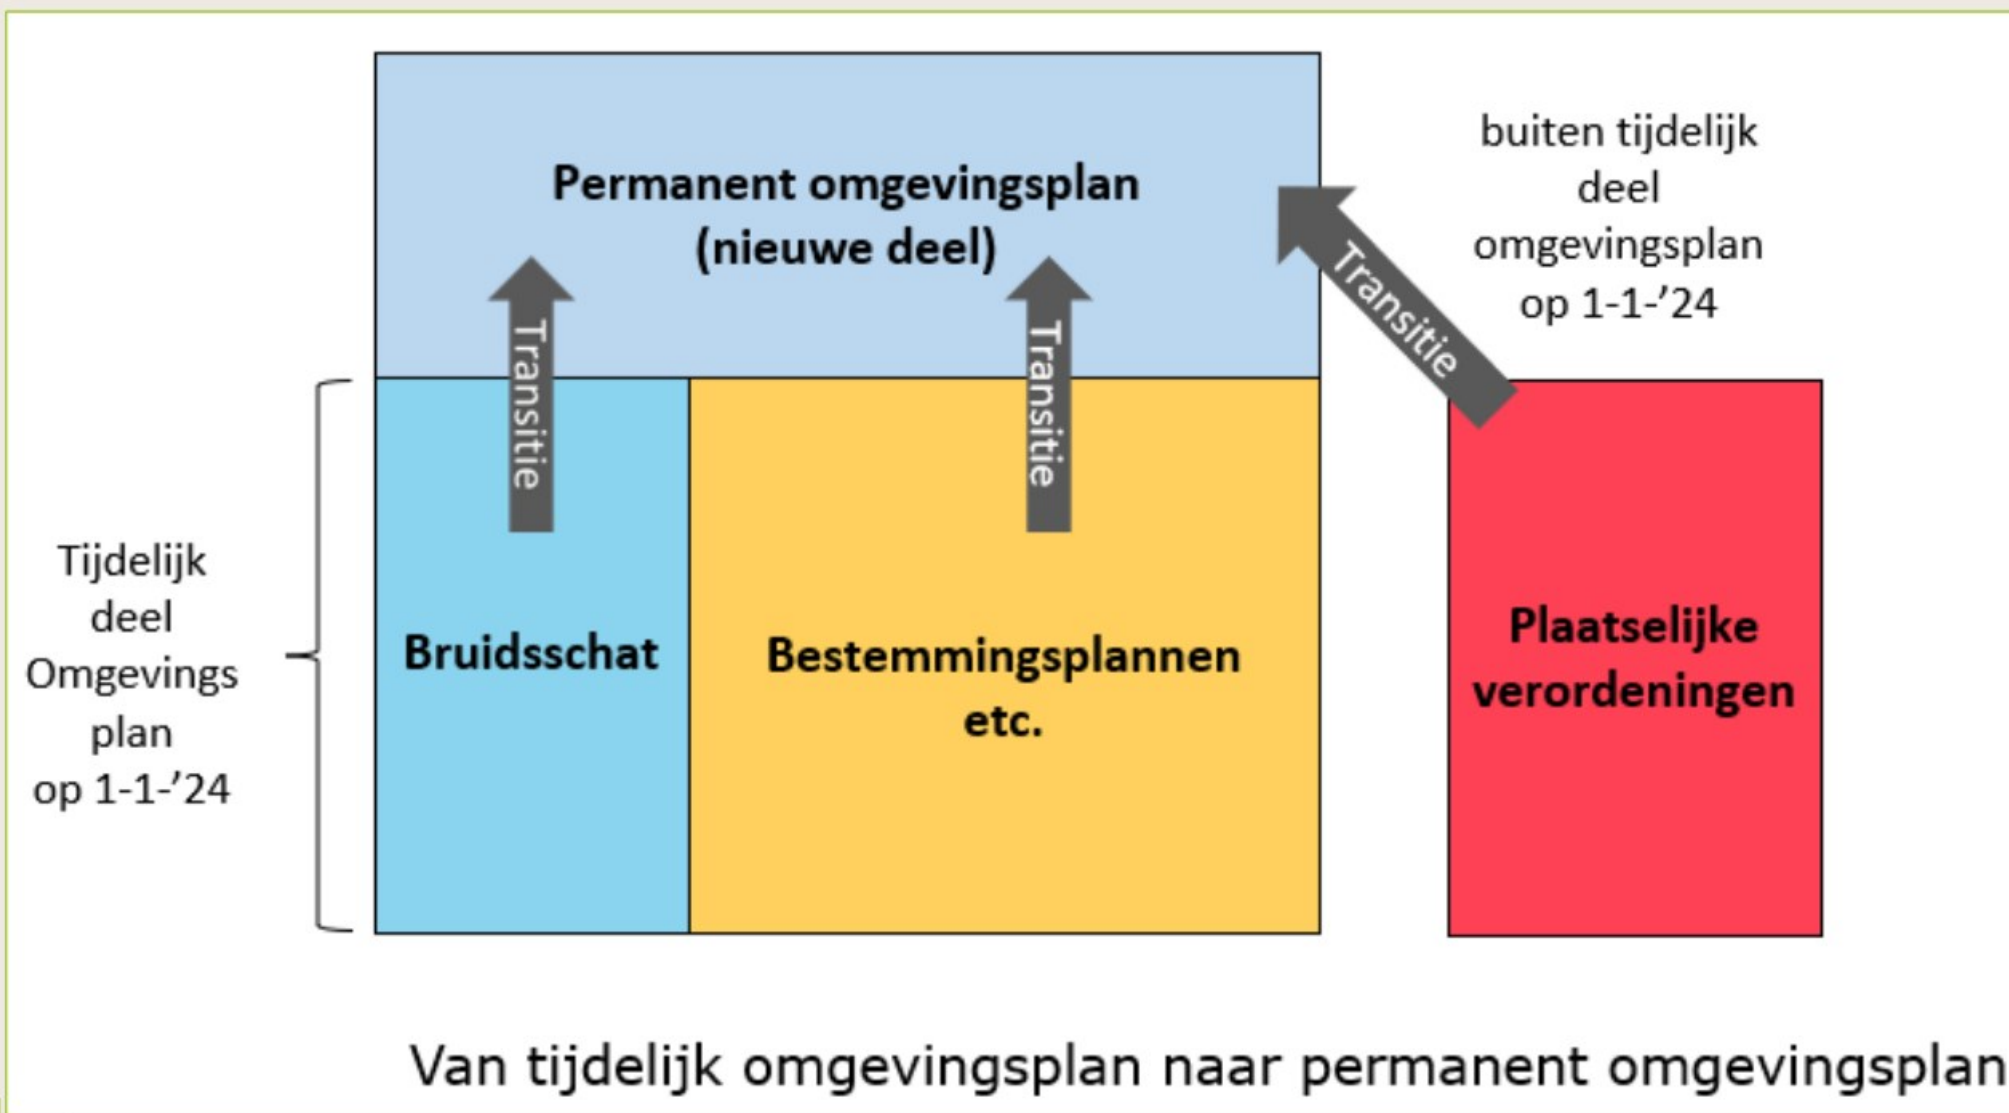 Permanent omgevingsplan
(nieuwe deel)
buiten tijdelijk
deel
omgevingsplan
op 1-1-’24
Transitie
Transitie
Transitie
Tijdelijk
deel
Omgevings
plan
op 1-1-’24
Bruidsschat
Bestemmingsplannen
etc.
Plaatselijke
verordeningen
Van tijdelijk omgevingsplan naar permanent omgevingsplan